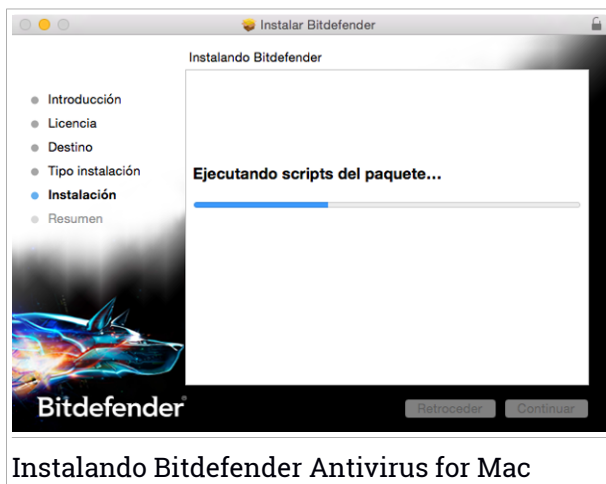 Instalar Bitdefender
Instalando Bitdefender
Introducción
Licencia
Destino
Tipo instalación
Instalación
Resumen
Ejecutando scripts del paquete...
Bitdefender
Retroceder
Continuar
Instalando Bitdefender Antivirus for Mac